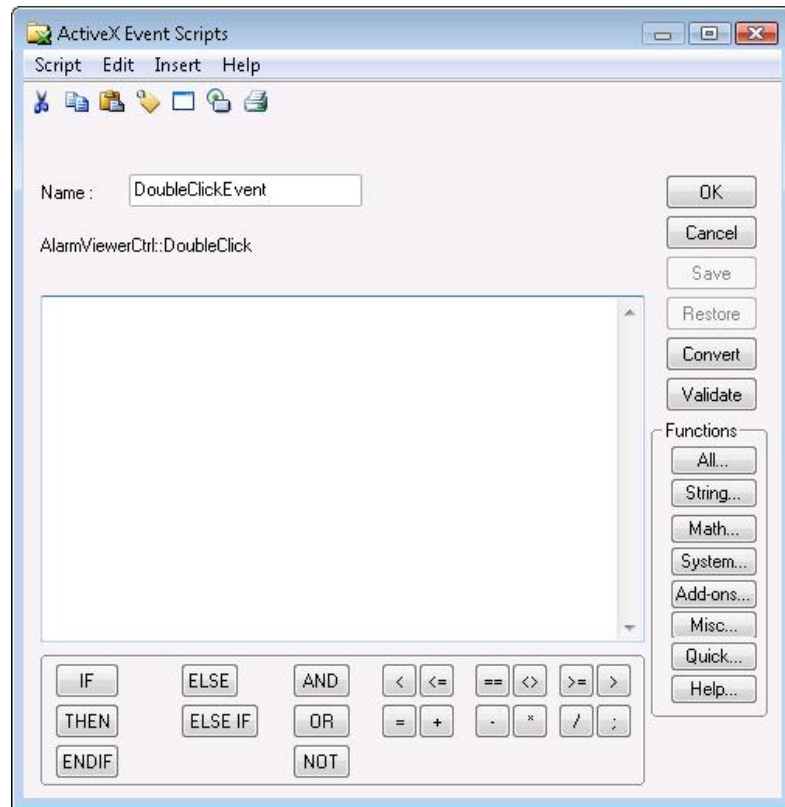 ActiveX Event Scripts
Script Edit Insert Help
Name : DoubleClickEvent
AlarmViewerCtrl::DoubleClick
OK
Cancel
Save
Restore
Convert
Validate
Functions
All...
String...
Math...
System...
Add-ons...
Misc...
Quick...
Help...
IF ELSE AND < <= == <> >= >
THEN ELSE IF OR = + - * / ;
ENDIF NOT